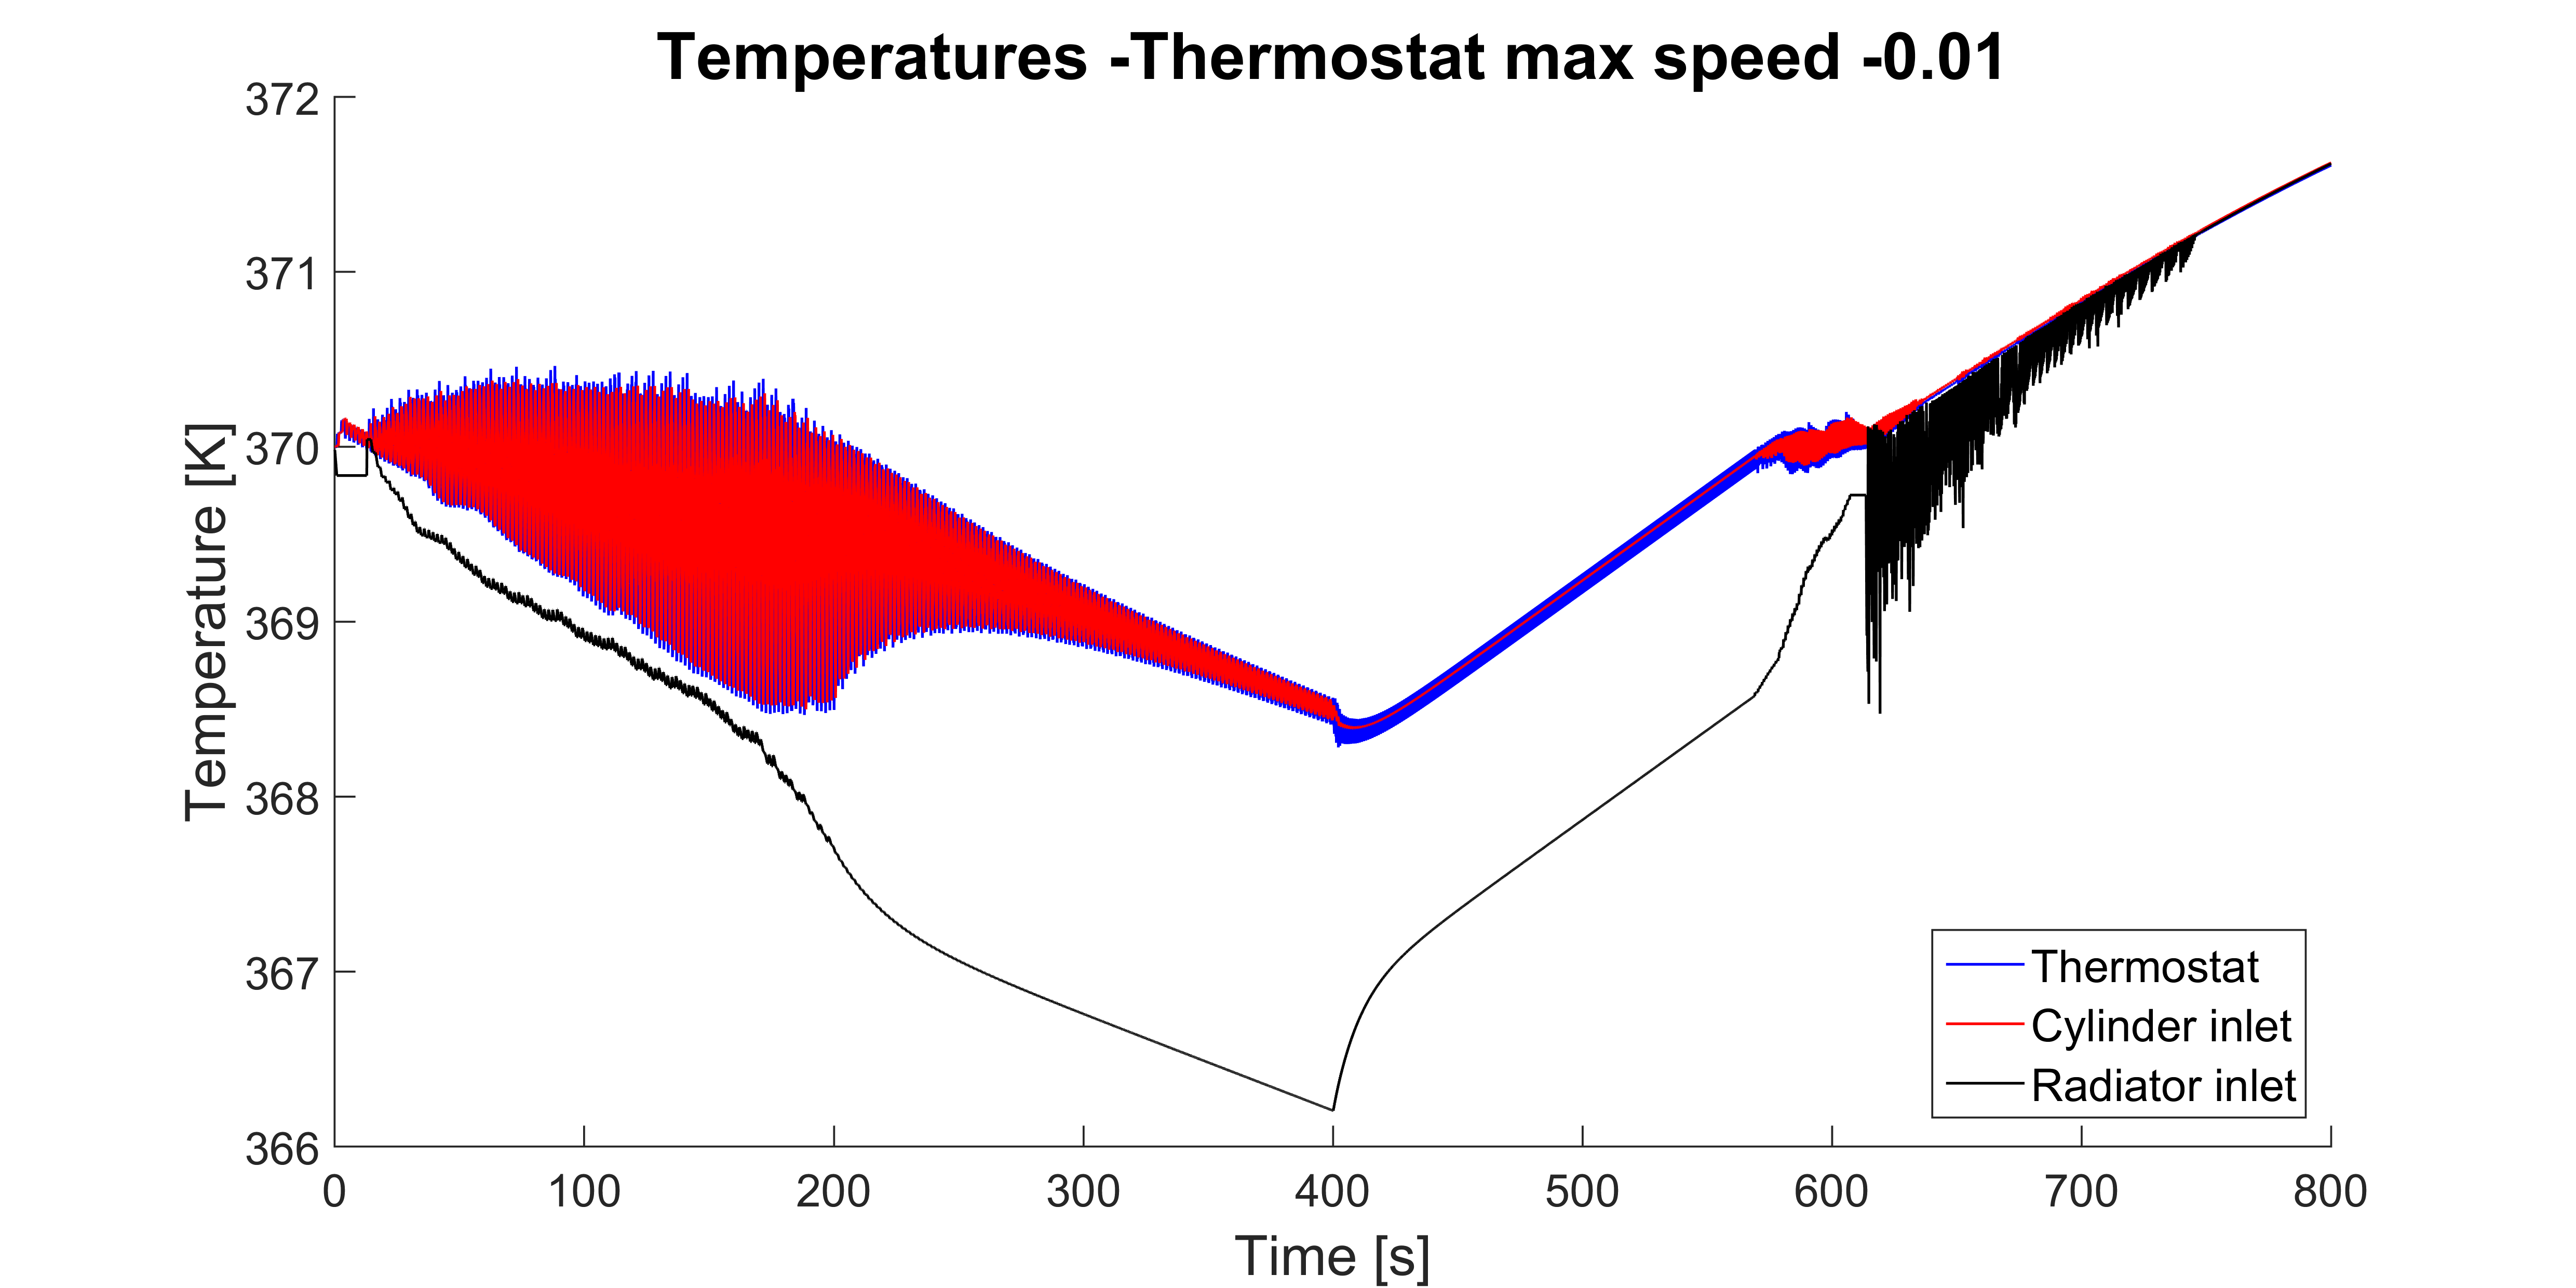 Temperatures -Thermostat max speed -0.01
372
371
370
369
368
367
366
Temperature [K]
0 100 200 300 400 500 600 700 800
Time [s]
Thermostat
Cylinder inlet
Radiator inlet